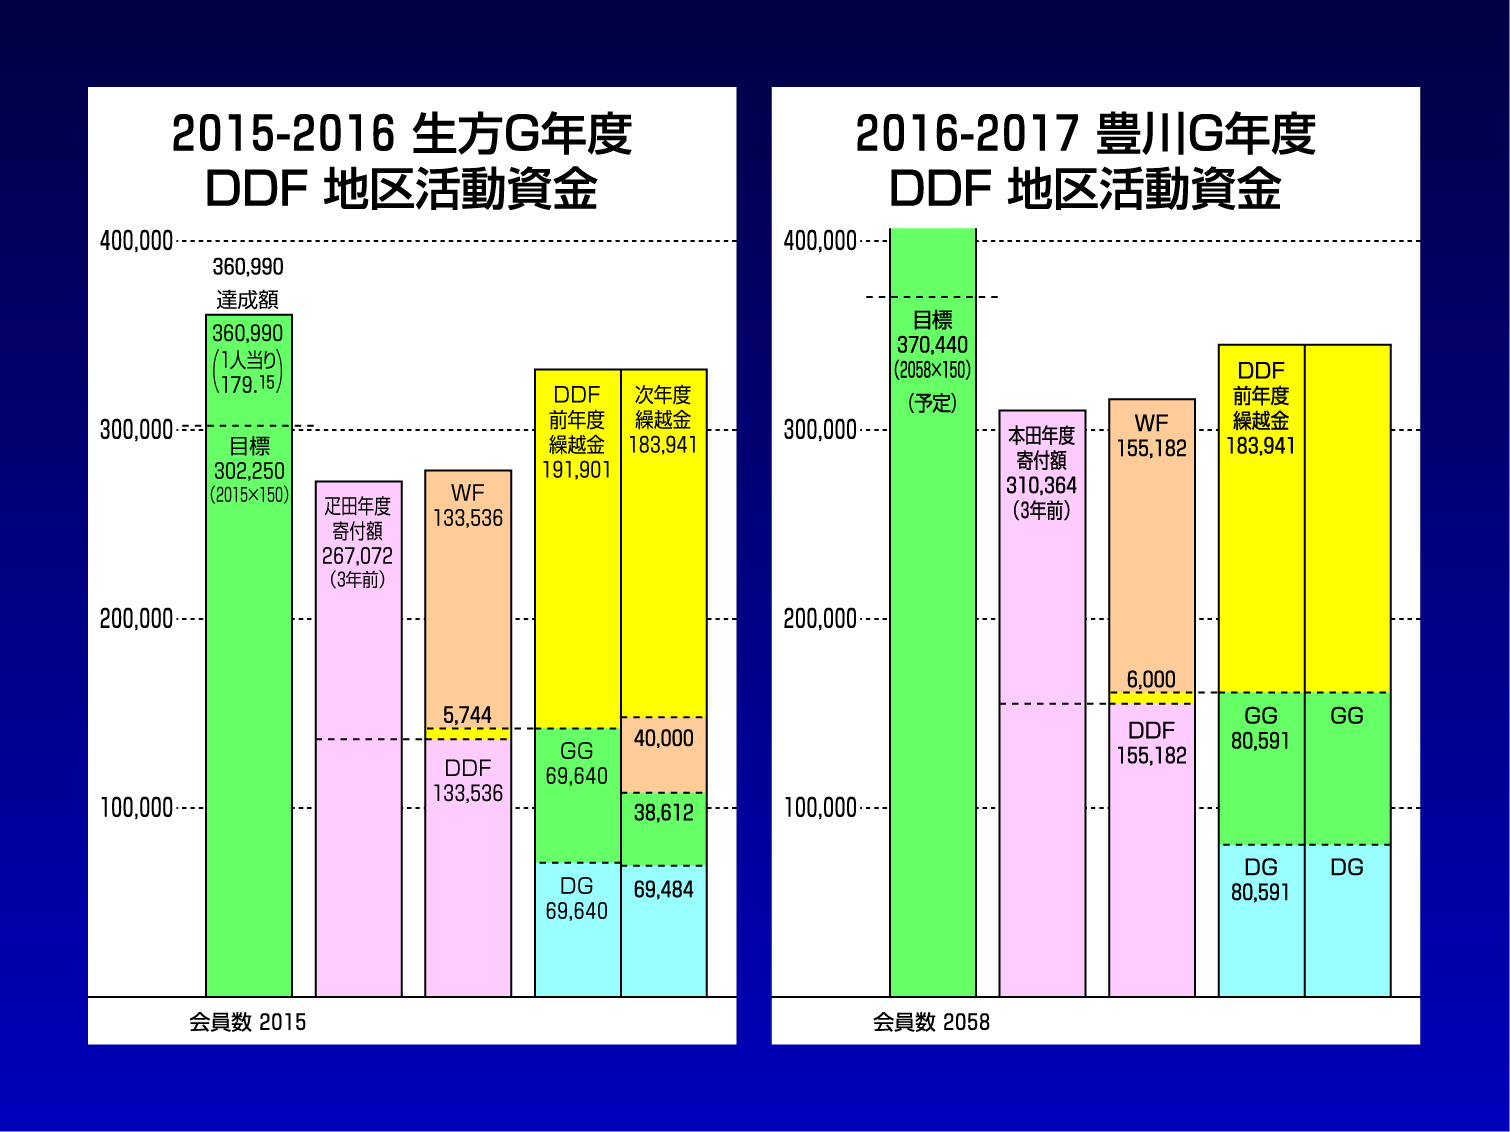 2015-2016 生方G年度
DDF 地区活動資金
400,000
300,000
200,000
100,000
360,990
達成額
360,990
(1人当り)
(179.15)
目標
302,250
(2015×150)
疋田年度
寄付額
267,072
(3年前)
WF
133,536
5,744
DDF
133,536
DDF
前年度
繰越金
191,901
GG
69,640
DG
69,640
次年度
繰越金
183,941
40,000
38,612
69,484
会員数 2015
2016-2017 豊川G年度
DDF 地区活動資金
400,000
300,000
200,000
100,000
目標
370,440
(2058×150)
(予定)
本田年度
寄付額
310,364
(3年前)
WF
155,182
6,000
DDF
155,182
DDF
前年度
繰越金
183,941
GG
80,591
DG
80,591
GG
DG
会員数 2058